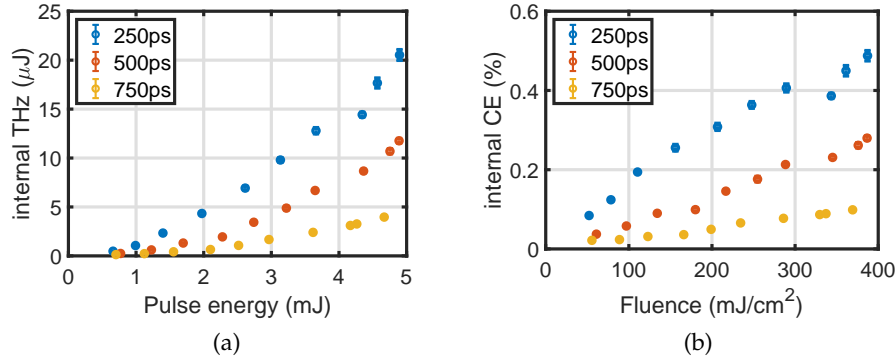 25
20
15
10
5
0
internal THz (μJ)
250ps
500ps
750ps
0 1 2 3 4 5
Pulse energy (mJ)
(a)
0.6
0.4
0.2
0
internal CE (%)
250ps
500ps
750ps
0 100 200 300 400
Fluence (mJ/cm²)
(b)